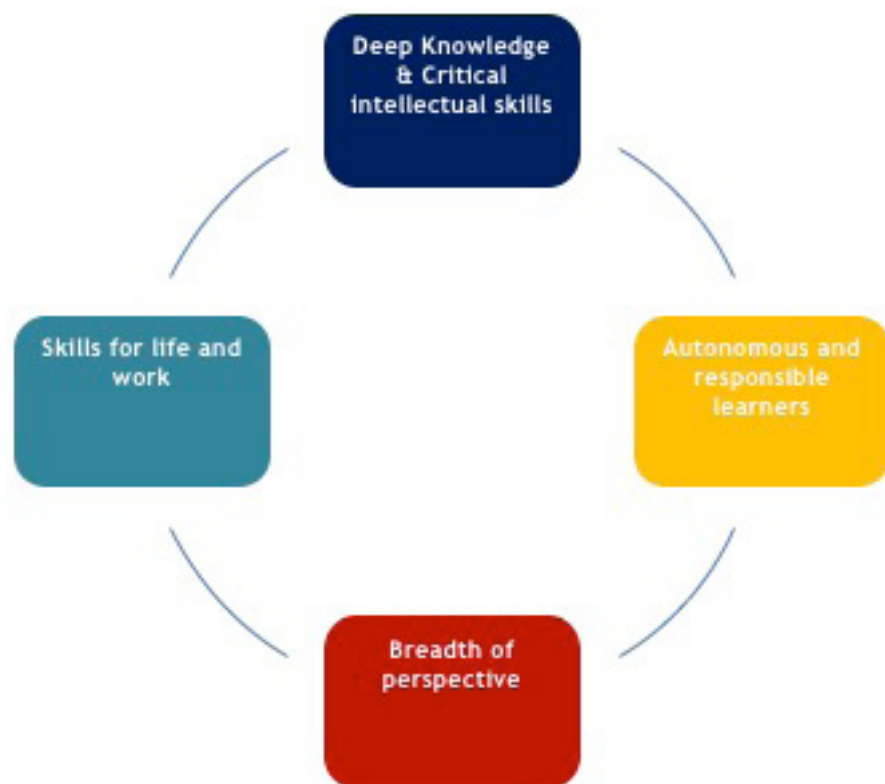 Deep Knowledge
& Critical
intellectual skills
Skills for life and
work
Autonomous and
responsible
learners
Breadth of
perspective